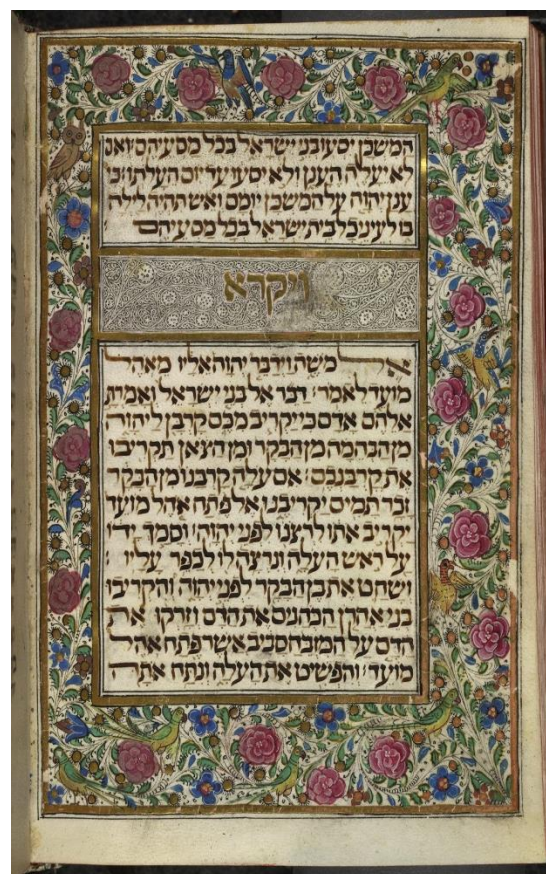 המשכן יסעו בני ישראל בכל מסעיהם׃ ואם
לא יעלה הענן ולא יסעו עד יום העלתו׃ כי
ענן יהוה על המשכן יומם ואש תהיה לילה
בו לעיני כל בית ישראל בכל מסעיהם
ויקרא
אל משה וידבר יהוה אליו מאהל
מועד לאמר׃ דבר אל בני ישראל ואמרת
אלהם אדם כי יקריב מכם קרבן ליהוה
מן הבהמה מן הבקר ומן הצאן תקריבו
את קרבנכם׃ אם עלה קרבנו מן הבקר
זכר תמים יקריבנו אל פתח אהל מועד
יקריב אתו לרצנו לפני יהוה׃ וסמך ידו
על ראש העלה ונרצה לו לכפר עליו׃
ושחט את בן הבקר לפני יהוה והקריבו
בני אהרן הכהנים את הדם וזרקו את
הדם על המזבח סביב אשר פתח אהל
מועד׃ והפשיט את העלה ונתח אתה